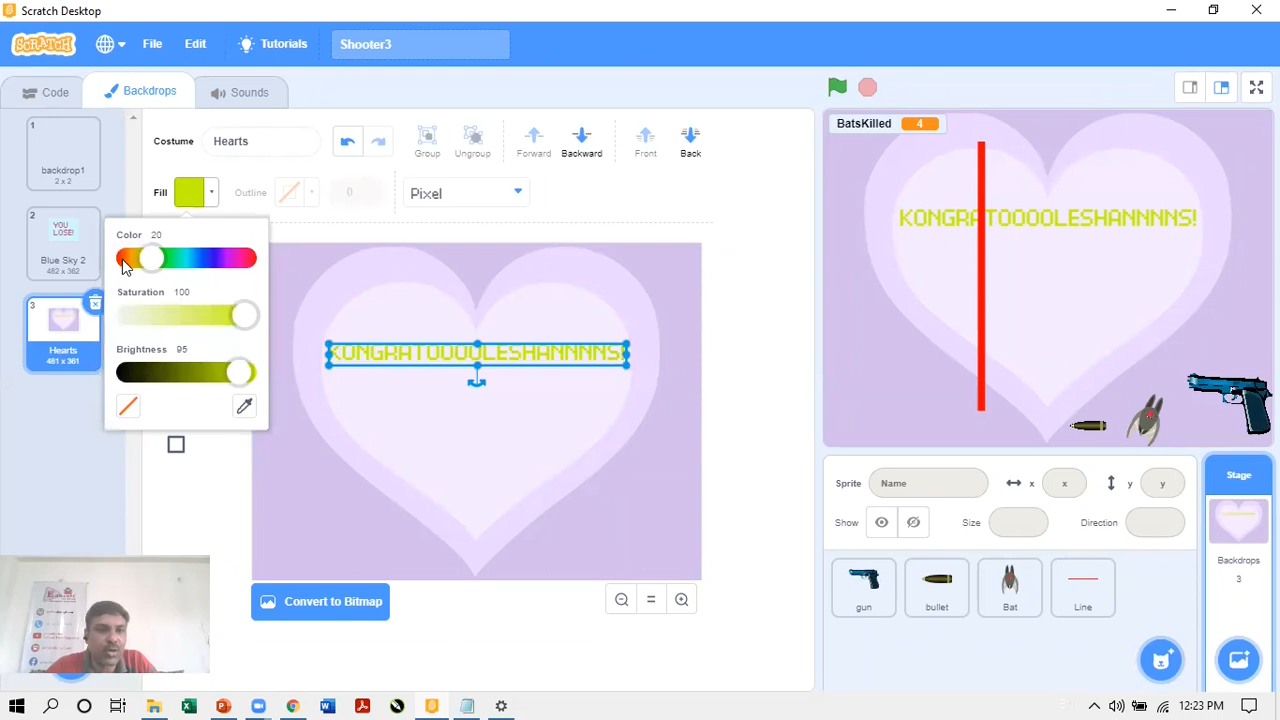 Scratch Desktop
SCRATCH
File
Edit
Tutorials
Shooter3
Code
Backdrops
Sounds
1
backdrop1
2 x 2
2
YOU
LOSE!
Blue Sky 2
482 x 362
3
Hearts
481 x 361
Costume
Hearts
Group
Ungroup
Forward
Backward
Front
Back
Fill
Outline
0
Pixel
Color 20
Saturation 100
Brightness 95
KONGRATOOOOLESHANNNNS!
Convert to Bitmap
BatsKilled 4
KONGRATOOOOLESHANNNNS!
Sprite
Name
x
x
y
y
Show
Size
Direction
gun
bullet
Bat
Line
Stage
Backdrops
3
12:23 PM